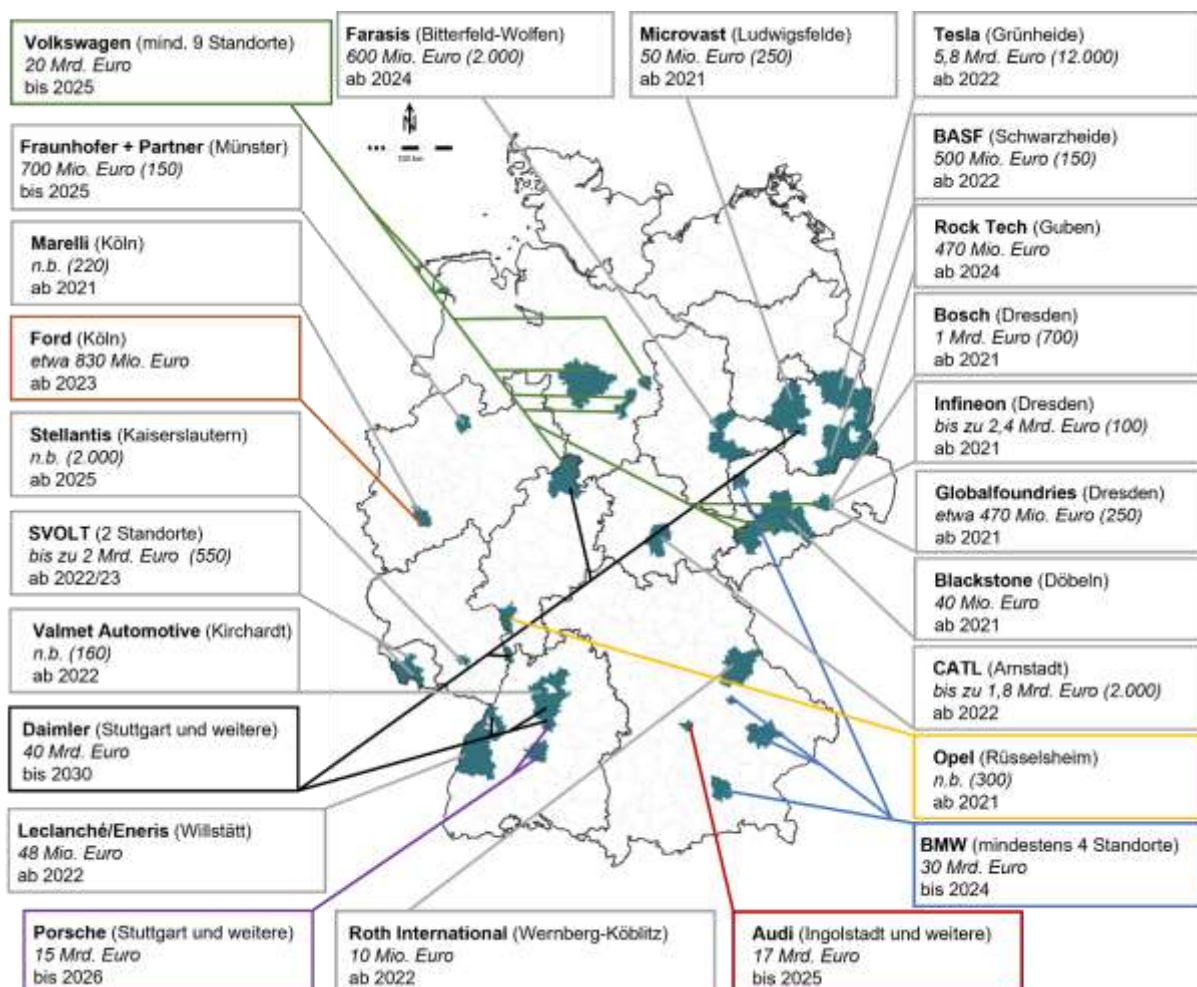 Volkswagen (mind. 9 Standorte)
20 Mrd. Euro
bis 2025
Farasis (Bitterfeld-Wolfen)
600 Mio. Euro (2.000)
ab 2024
Microvast (Ludwigsfelde)
50 Mio. Euro (250)
ab 2021
Tesla (Grünheide)
5,8 Mrd. Euro (12.000)
ab 2022
Fraunhofer + Partner (Münster)
700 Mio. Euro (150)
bis 2025
Marelli (Köln)
n.b. (220)
ab 2021
Ford (Köln)
etwa 830 Mio. Euro
ab 2023
Stellantis (Kaiserslautern)
n.b. (2.000)
ab 2025
SVOLT (2 Standorte)
bis zu 2 Mrd. Euro (550)
ab 2022/23
Valmet Automotive (Kirchardt)
n.b. (160)
ab 2022
Daimler (Stuttgart und weitere)
40 Mrd. Euro
bis 2030
Leclanché/Eneris (Willstätt)
48 Mio. Euro
ab 2022
Porsche (Stuttgart und weitere)
15 Mrd. Euro
bis 2026
N
100 km
BASF (Schwarzheide)
500 Mio. Euro (150)
ab 2022
Rock Tech (Guben)
470 Mio. Euro
ab 2024
Bosch (Dresden)
1 Mrd. Euro (700)
ab 2021
Infineon (Dresden)
bis zu 2,4 Mrd. Euro (100)
ab 2021
Globalfoundries (Dresden)
etwa 470 Mio. Euro (250)
ab 2021
Blackstone (Döbeln)
40 Mio. Euro
ab 2021
CATL (Arnstadt)
bis zu 1,8 Mrd. Euro (2.000)
ab 2022
Opel (Rüsselsheim)
n.b. (300)
ab 2021
BMW (mindestens 4 Standorte)
30 Mrd. Euro
bis 2024
Roth International (Wernberg-Köblitz)
10 Mio. Euro
ab 2022
Audi (Ingolstadt und weitere)
17 Mrd. Euro
bis 2025